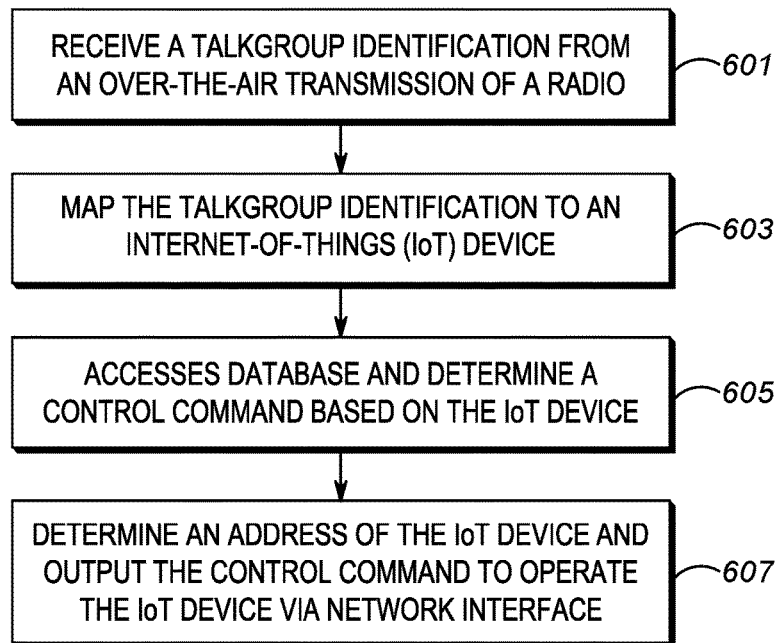 RECEIVE A TALKGROUP IDENTIFICATION FROM
AN OVER-THE-AIR TRANSMISSION OF A RADIO
601
MAP THE TALKGROUP IDENTIFICATION TO AN
INTERNET-OF-THINGS (IoT) DEVICE
603
ACCESSES DATABASE AND DETERMINE A
CONTROL COMMAND BASED ON THE IoT DEVICE
605
DETERMINE AN ADDRESS OF THE IoT DEVICE AND
OUTPUT THE CONTROL COMMAND TO OPERATE
THE IoT DEVICE VIA NETWORK INTERFACE
607